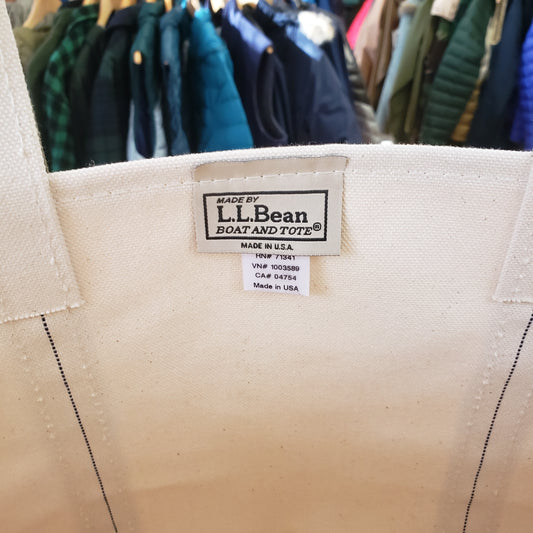 MADE BY
L.L.Bean
BOAT AND TOTE®
MADE IN U.S.A.
RN# 71341
VN# 1003589
CA# 04754
Made in USA